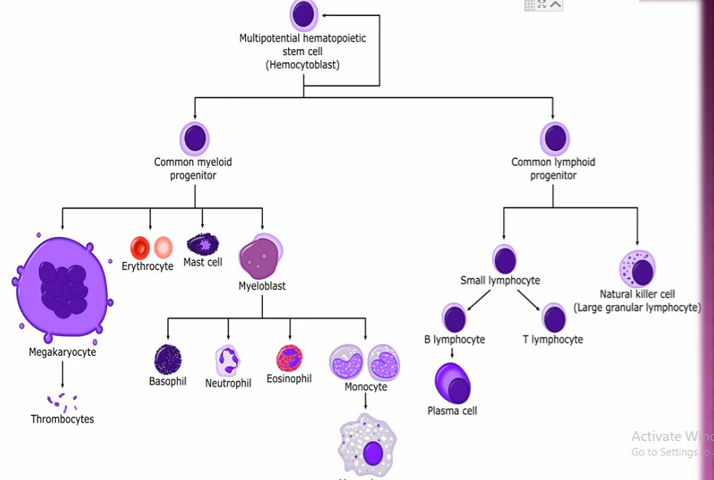 Multipotential hematopoietic
stem cell
(Hemocytoblast)
Common myeloid
progenitor
Common lymphoid
progenitor
Erythrocyte
Mast cell
Myeloblast
Small lymphocyte
Natural killer cell
(Large granular lymphocyte)
Megakaryocyte
B lymphocyte
T lymphocyte
Basophil
Neutrophil
Eosinophil
Monocyte
Thrombocytes
Plasma cell
Activate
Go to Settings